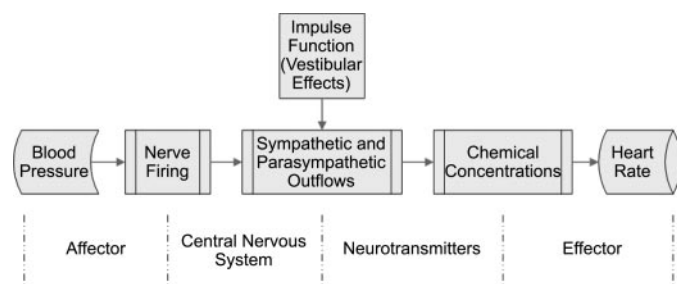 Impulse
Function
(Vestibular
Effects)
Blood
Pressure
Nerve
Firing
Sympathetic and
Parasympathetic
Outflows
Chemical
Concentrations
Heart
Rate
Affector
Central Nervous
System
Neurotransmitters
Effector